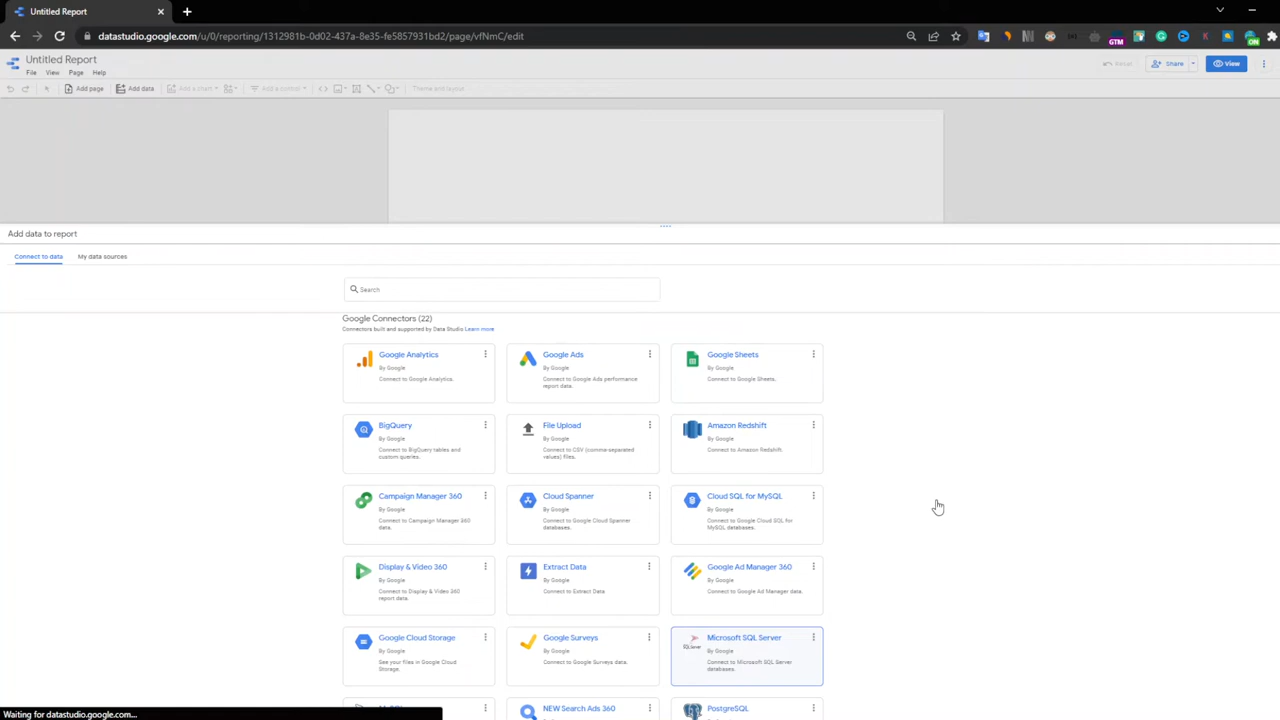 Untitled Report
datastudio.google.com/u/0/reporting/1312981b-0d02-437a-8e35-fe5857931bd2/page/vfNmC/edit
GTM
ON
Untitled Report
File View Page Help
Reset
Share
View
Add page
Add data
Add a chart
Add a control
Theme and layout
Add data to report
Connect to data
My data sources
Search
Google Connectors (22)
Connectors built and supported by Data Studio Learn more
Google Analytics
By Google
Connect to Google Analytics.
Google Ads
By Google
Connect to Google Ads performance
report data.
Google Sheets
By Google
Connect to Google Sheets.
BigQuery
By Google
Connect to BigQuery tables and
custom queries.
File Upload
By Google
Connect to CSV (comma-separated
values) files.
Amazon Redshift
By Google
Connect to Amazon Redshift.
Campaign Manager 360
By Google
Connect to Campaign Manager 360
data.
Cloud Spanner
By Google
Connect to Google Cloud Spanner
databases.
Cloud SQL for MySQL
By Google
Connect to Google Cloud SQL for
MySQL databases.
Display & Video 360
By Google
Connect to Display & Video 360
report data.
Extract Data
By Google
Connect to Extract Data
Google Ad Manager 360
By Google
Connect to Google Ad Manager data.
Google Cloud Storage
By Google
See your files in Google Cloud
Storage.
Google Surveys
By Google
Connect to Google Surveys data.
Microsoft SQL Server
By Google
Connect to Microsoft SQL Server
databases.
NEW Search Ads 360
PostgreSQL
Waiting for datastudio.google.com...